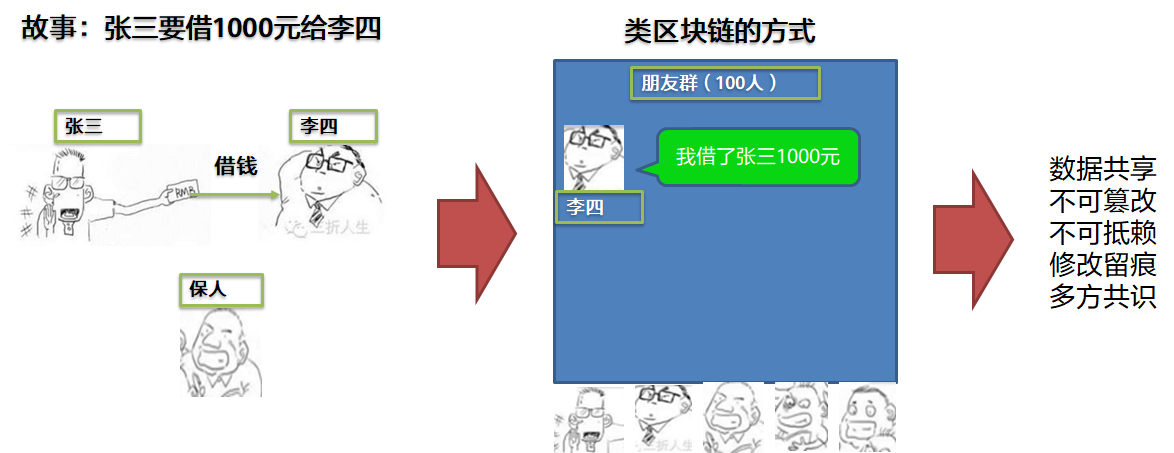 故事：张三要借1000元给李四
张三
李四
借钱
RMB
三折人生
保人
类区块链的方式
朋友群（100人）
我借了张三1000元
李四
三折人生
数据共享
不可篡改
不可抵赖
修改留痕
多方共识